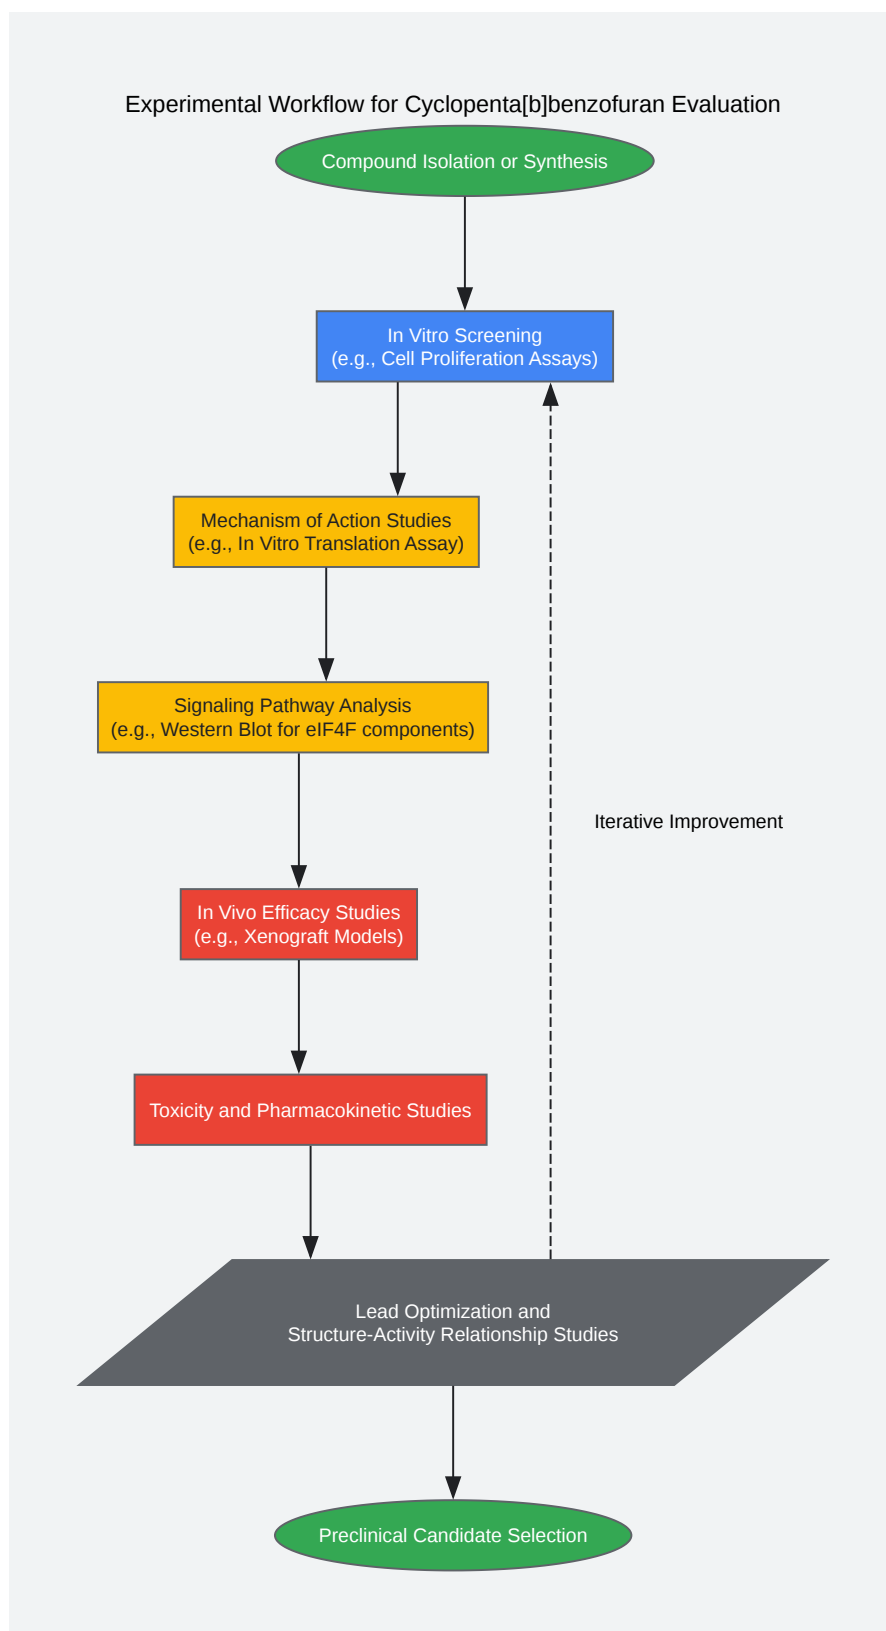 Experimental Workflow for Cyclopenta[b]benzofuran Evaluation
Compound Isolation or Synthesis
In Vitro Screening
(e.g., Cell Proliferation Assays)
Mechanism of Action Studies
(e.g., In Vitro Translation Assay)
Signaling Pathway Analysis
(e.g., Western Blot for eIF4F components)
Iterative Improvement
In Vivo Efficacy Studies
(e.g., Xenograft Models)
Toxicity and Pharmacokinetic Studies
Lead Optimization and
Structure-Activity Relationship Studies
Preclinical Candidate Selection